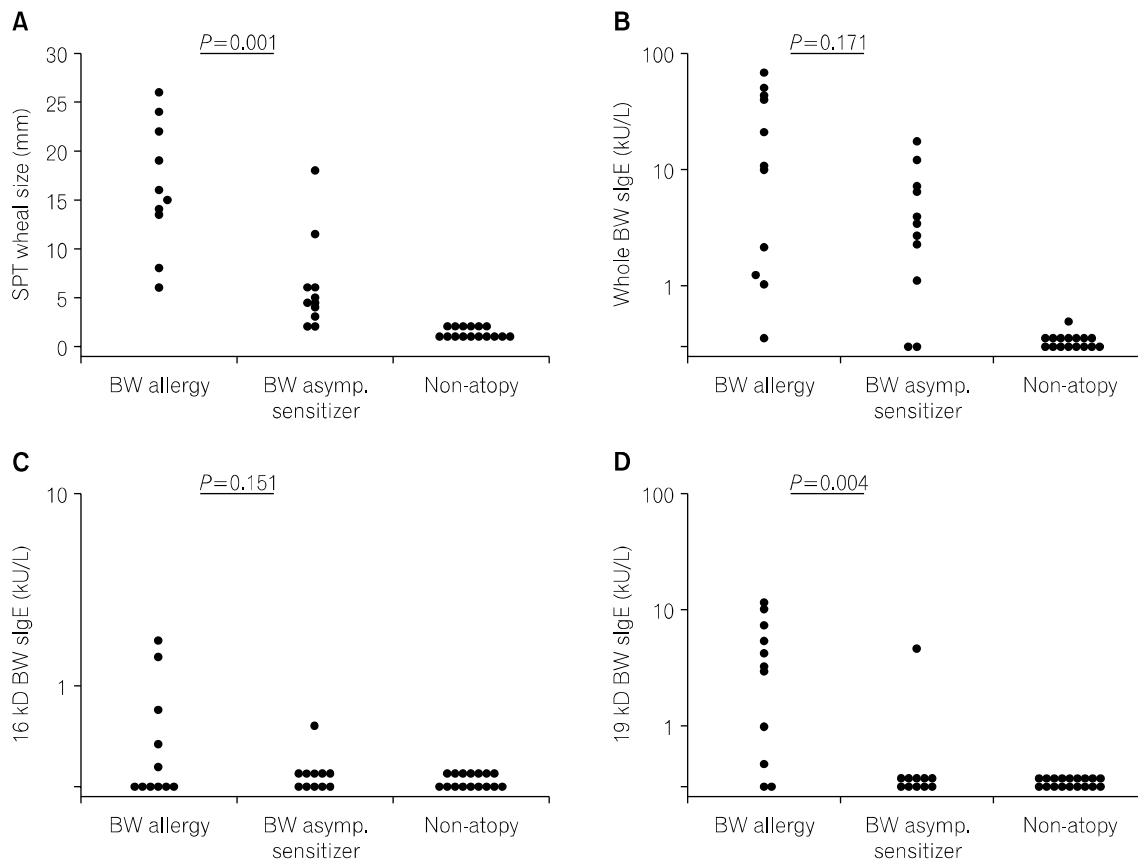 A
P=0.001
SPT wheal size (mm)
30
25
20
15
10
5
0
BW allergy
BW asymp.
sensitizer
Non-atopy
B
P=0.171
Whole BW sIgE (kU/L)
100
10
1
BW allergy
BW asymp.
sensitizer
Non-atopy
C
P=0.151
16 kD BW sIgE (kU/L)
10
1
BW allergy
BW asymp.
sensitizer
Non-atopy
D
P=0.004
19 kD BW sIgE (kU/L)
100
10
1
BW allergy
BW asymp.
sensitizer
Non-atopy